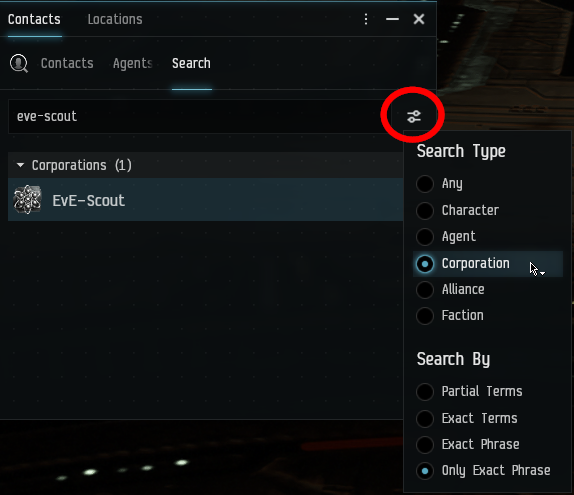 Contacts
Locations
Contacts
Agents
Search
eve-scout
Corporations (1)
EvE-Scout
Search Type
Any
Character
Agent
Corporation
Alliance
Faction
Search By
Partial Terms
Exact Terms
Exact Phrase
Only Exact Phrase